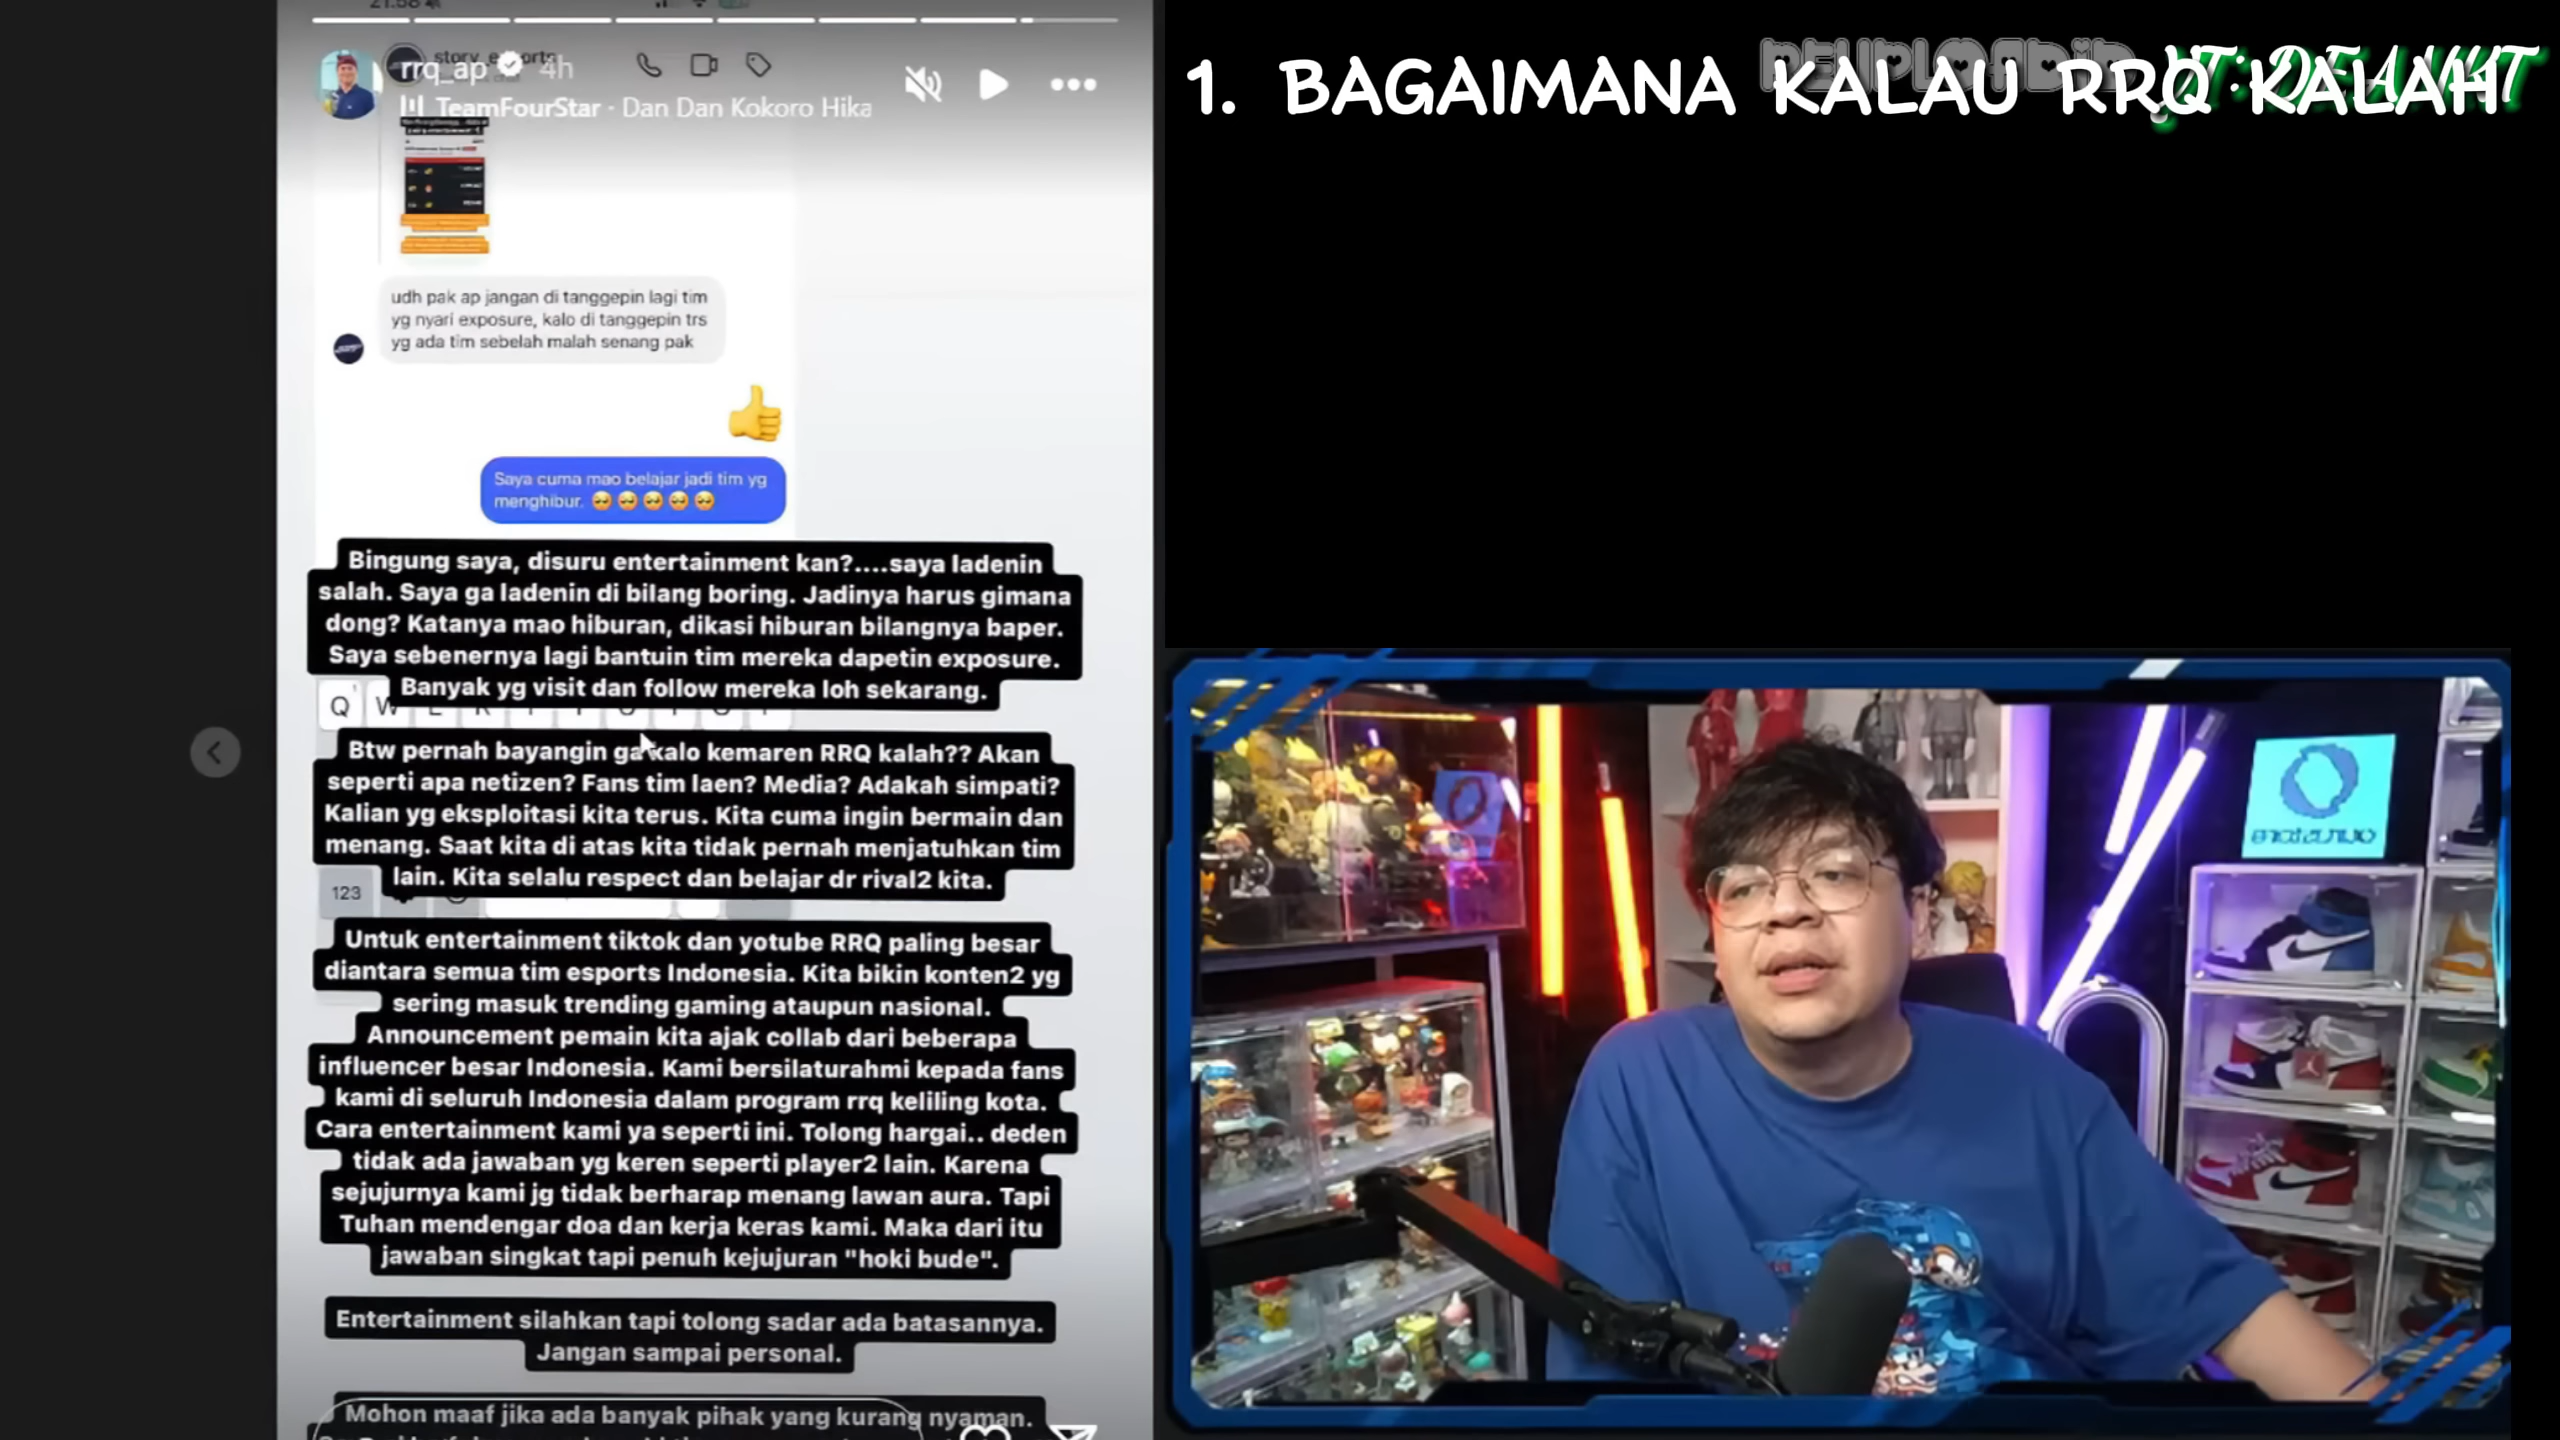 21:58
story_esports
rrq_ap 4h
TeamFourStar · Dan Dan Kokoro Hika
udh pak ap jangan di tanggepin lagi tim
yg nyari exposure, kalo di tanggepin trs
yg ada tim sebelah malah senang pak
Saya cuma mao belajar jadi tim yg
menghibur. 🥺🥺🥺🥺🥺
Bingung saya, disuru entertainment kan?....saya ladenin
salah. Saya ga ladenin di bilang boring. Jadinya harus gimana
dong? Katanya mao hiburan, dikasi hiburan bilangnya baper.
Saya sebenernya lagi bantuin tim mereka dapetin exposure.
Banyak yg visit dan follow mereka loh sekarang.
Q W
Btw pernah bayangin ga kalo kemaren RRQ kalah?? Akan
seperti apa netizen? Fans tim laen? Media? Adakah simpati?
Kalian yg eksploitasi kita terus. Kita cuma ingin bermain dan
menang. Saat kita di atas kita tidak pernah menjatuhkan tim
lain. Kita selalu respect dan belajar dr rival2 kita.
123
Untuk entertainment tiktok dan yotube RRQ paling besar
diantara semua tim esports Indonesia. Kita bikin konten2 yg
sering masuk trending gaming ataupun nasional.
Announcement pemain kita ajak collab dari beberapa
influencer besar Indonesia. Kami bersilaturahmi kepada fans
kami di seluruh Indonesia dalam program rrq keliling kota.
Cara entertainment kami ya seperti ini. Tolong hargai.. deden
tidak ada jawaban yg keren seperti player2 lain. Karena
sejujurnya kami jg tidak berharap menang lawan aura. Tapi
Tuhan mendengar doa dan kerja keras kami. Maka dari itu
jawaban singkat tapi penuh kejujuran "hoki bude".
Entertainment silahkan tapi tolong sadar ada batasannya.
Jangan sampai personal.
Mohon maaf jika ada banyak pihak yang kurang nyaman.
1. BAGAIMANA KALAU RRQ KALAH